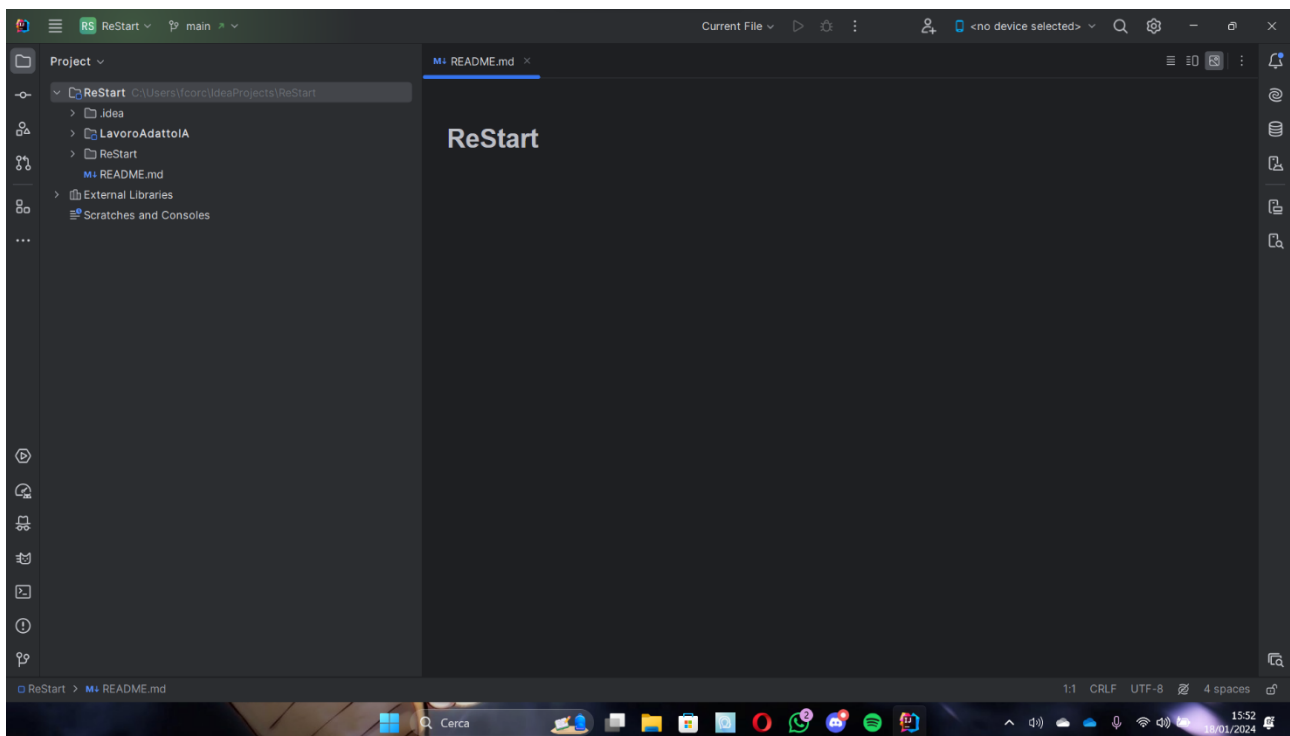 RS ReStart main Current File <no device selected>
Project M↓ README.md
ReStart C:\Users\fcorc\IdeaProjects\ReStart
.idea
LavoroAdattoIA
ReStart
M↓ README.md
External Libraries
Scratches and Consoles
ReStart
ReStart > M↓ README.md 1:1 CRLF UTF-8 4 spaces
Cerca 2 15:52
18/01/2024